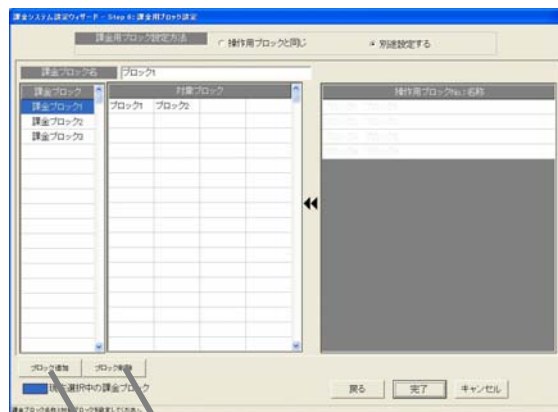 課金システム設定ウィザード - Step 6: 課金用ブロック設定
課金用ブロック設定方法
操作用ブロックと同じ
別途設定する
課金ブロック名
ブロック1
課金ブロック
対象ブロック
操作用ブロックNo.:名称
課金ブロック1
ブロック1 ブロック2
課金ブロック2
課金ブロック3
ブロック追加
ブロック削除
現在選択中の課金ブロック
戻る
完了
キャンセル